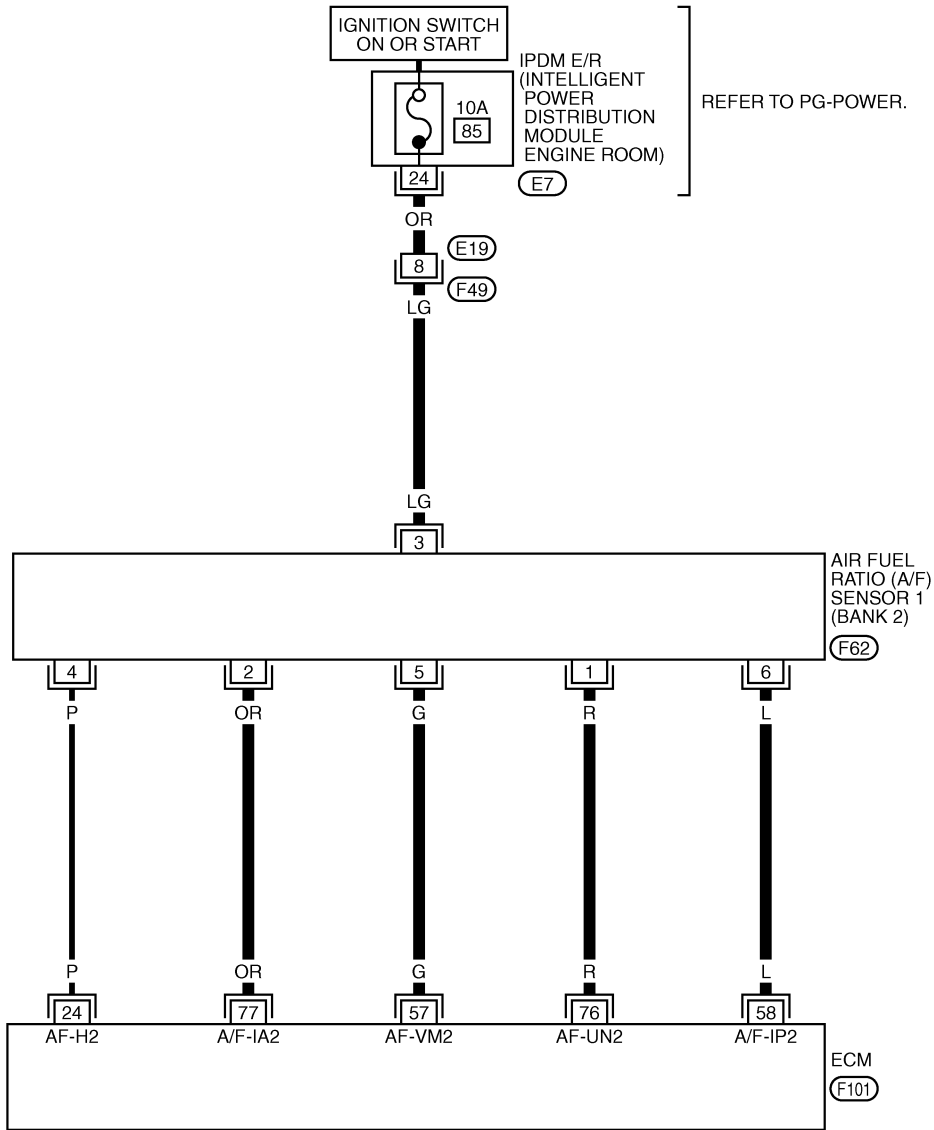 IGNITION SWITCH
ON OR START
IPDM E/R
(INTELLIGENT
POWER
DISTRIBUTION
MODULE
ENGINE ROOM)
REFER TO PG-POWER.
10A
85
24
E7
OR
E19
8
F49
LG
LG
3
AIR FUEL
RATIO (A/F)
SENSOR 1
(BANK 2)
F62
4 2 5 1 6
P OR G R L
P OR G R L
24 77 57 76 58
AF-H2 A/F-IA2 AF-VM2 AF-UN2 A/F-IP2
ECM
F101